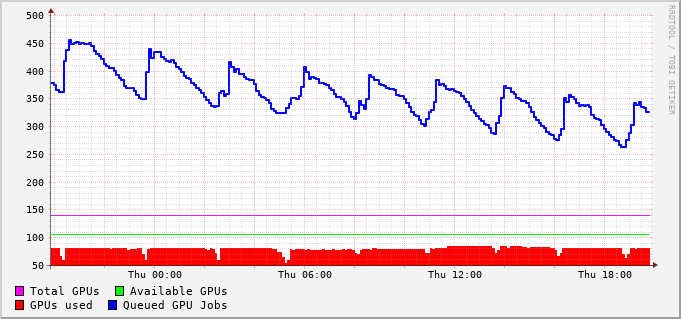 500
450
400
350
300
250
200
150
100
50
Thu 00:00 Thu 06:00 Thu 12:00 Thu 18:00
Total GPUs Available GPUs
GPUs used Queued GPU Jobs
RRDTOOL / TOBI OETIKER